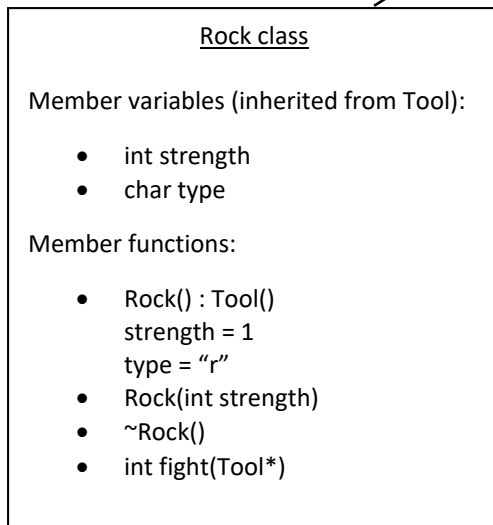 Rock class
Member variables (inherited from Tool):
• int strength
• char type
Member functions:
• Rock() : Tool()
strength = 1
type = “r”
• Rock(int strength)
• ~Rock()
• int fight(Tool*)